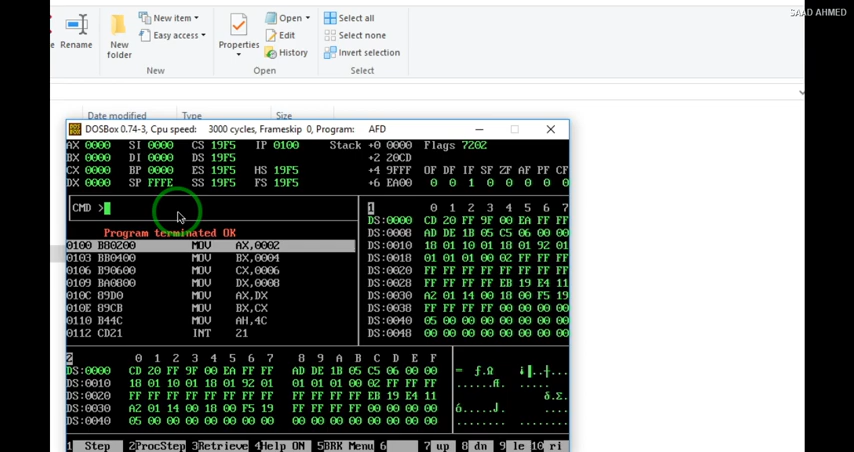 SAAD AHMED
New item
Easy access
Rename
New
folder
Properties
Open
Edit
History
Select all
Select none
Invert selection
New
Open
Select
Date modified
Type
Size
DOSBox 0.74-3, Cpu speed: 3000 cycles, Frameskip 0, Program: AFD
AX 0000 SI 0000 CS 19F5 IP 0100 Stack +0 0000 Flags 7202
BX 0000 DI 0000 DS 19F5 +2 20CD
CX 0000 BP 0000 ES 19F5 HS 19F5 +4 9FFF OF DF IF SF ZF AF PF CF
DX 0000 SP FFFE SS 19F5 FS 19F5 +6 EA00 0 0 1 0 0 0 0 0
CMD >
Program terminated OK
0100 B80200 MOV AX,0002
0103 BB0400 MOV BX,0004
0106 B90600 MOV CX,0006
0109 BA0800 MOV DX,0008
010C 89D0 MOV AX,DX
010E 89CB MOV BX,CX
0110 B44C MOV AH,4C
0112 CD21 INT 21
1 0 1 2 3 4 5 6 7
DS:0000 CD 20 FF 9F 00 EA FF FF
DS:0008 AD DE 1B 05 C5 06 00 00
DS:0010 18 01 10 01 18 01 92 01
DS:0018 01 01 01 00 02 FF FF FF
DS:0020 FF FF FF FF FF FF FF FF
DS:0028 FF FF FF FF EB 19 E4 11
DS:0030 A2 01 14 00 18 00 F5 19
DS:0038 FF FF FF FF 00 00 00 00
DS:0040 05 00 00 00 00 00 00 00
DS:0048 00 00 00 00 00 00 00 00
2 0 1 2 3 4 5 6 7 8 9 A B C D E F
DS:0000 CD 20 FF 9F 00 EA FF FF AD DE 1B 05 C5 06 00 00
DS:0010 18 01 10 01 18 01 92 01 01 01 01 00 02 FF FF FF
DS:0020 FF FF FF FF FF FF FF FF FF FF FF FF EB 19 E4 11
DS:0030 A2 01 14 00 18 00 F5 19 FF FF FF FF 00 00 00 00
DS:0040 05 00 00 00 00 00 00 00 00 00 00 00 00 00 00 00
1 Step 2ProcStep 3Retrieve 4Help ON 5BRK Menu 6 7 up 8 dn 9 le 10 ri